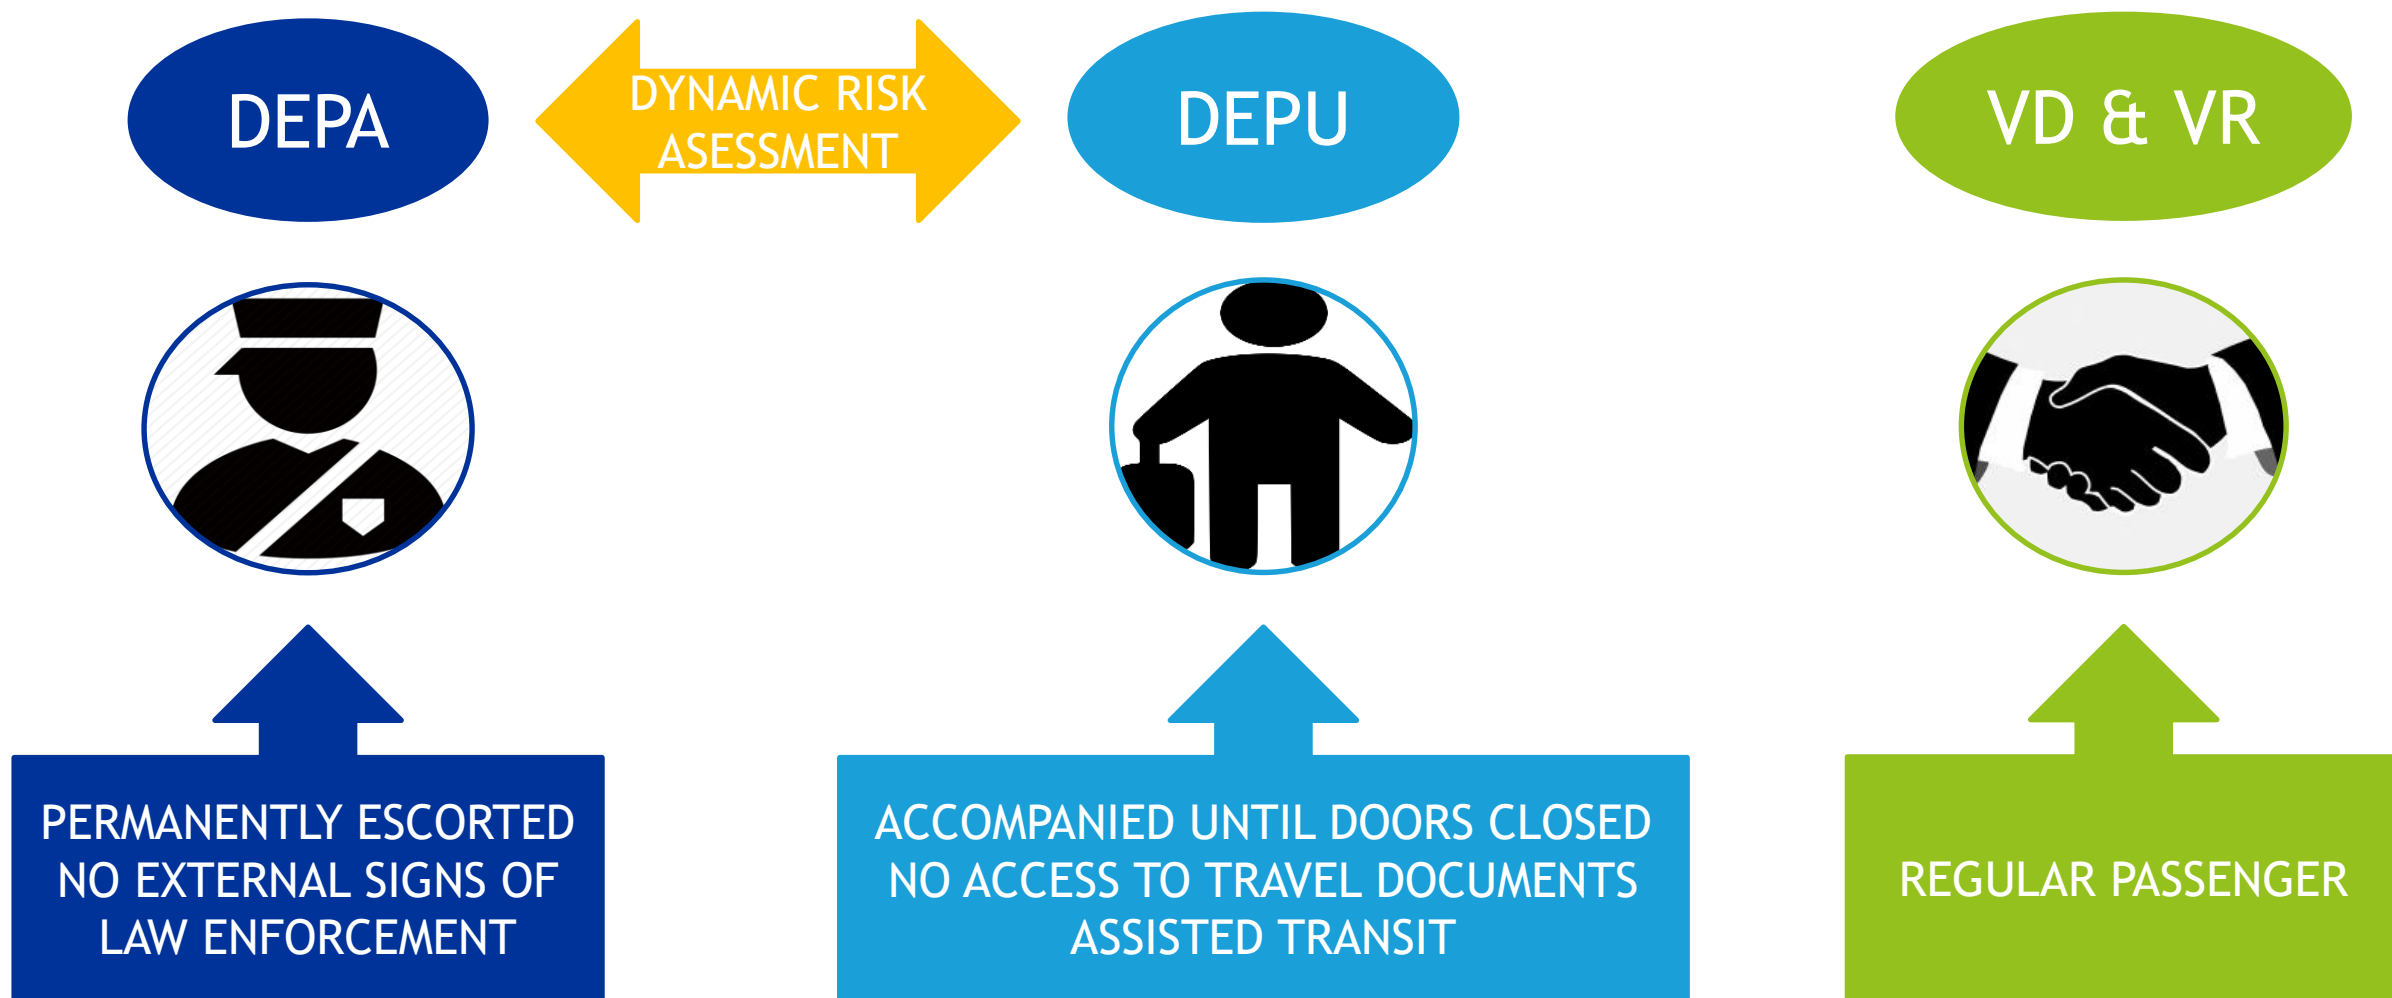 DEPA
DYNAMIC RISK
ASESSMENT
DEPU
VD & VR
PERMANENTLY ESCORTED
NO EXTERNAL SIGNS OF
LAW ENFORCEMENT
ACCOMPANIED UNTIL DOORS CLOSED
NO ACCESS TO TRAVEL DOCUMENTS
ASSISTED TRANSIT
REGULAR PASSENGER